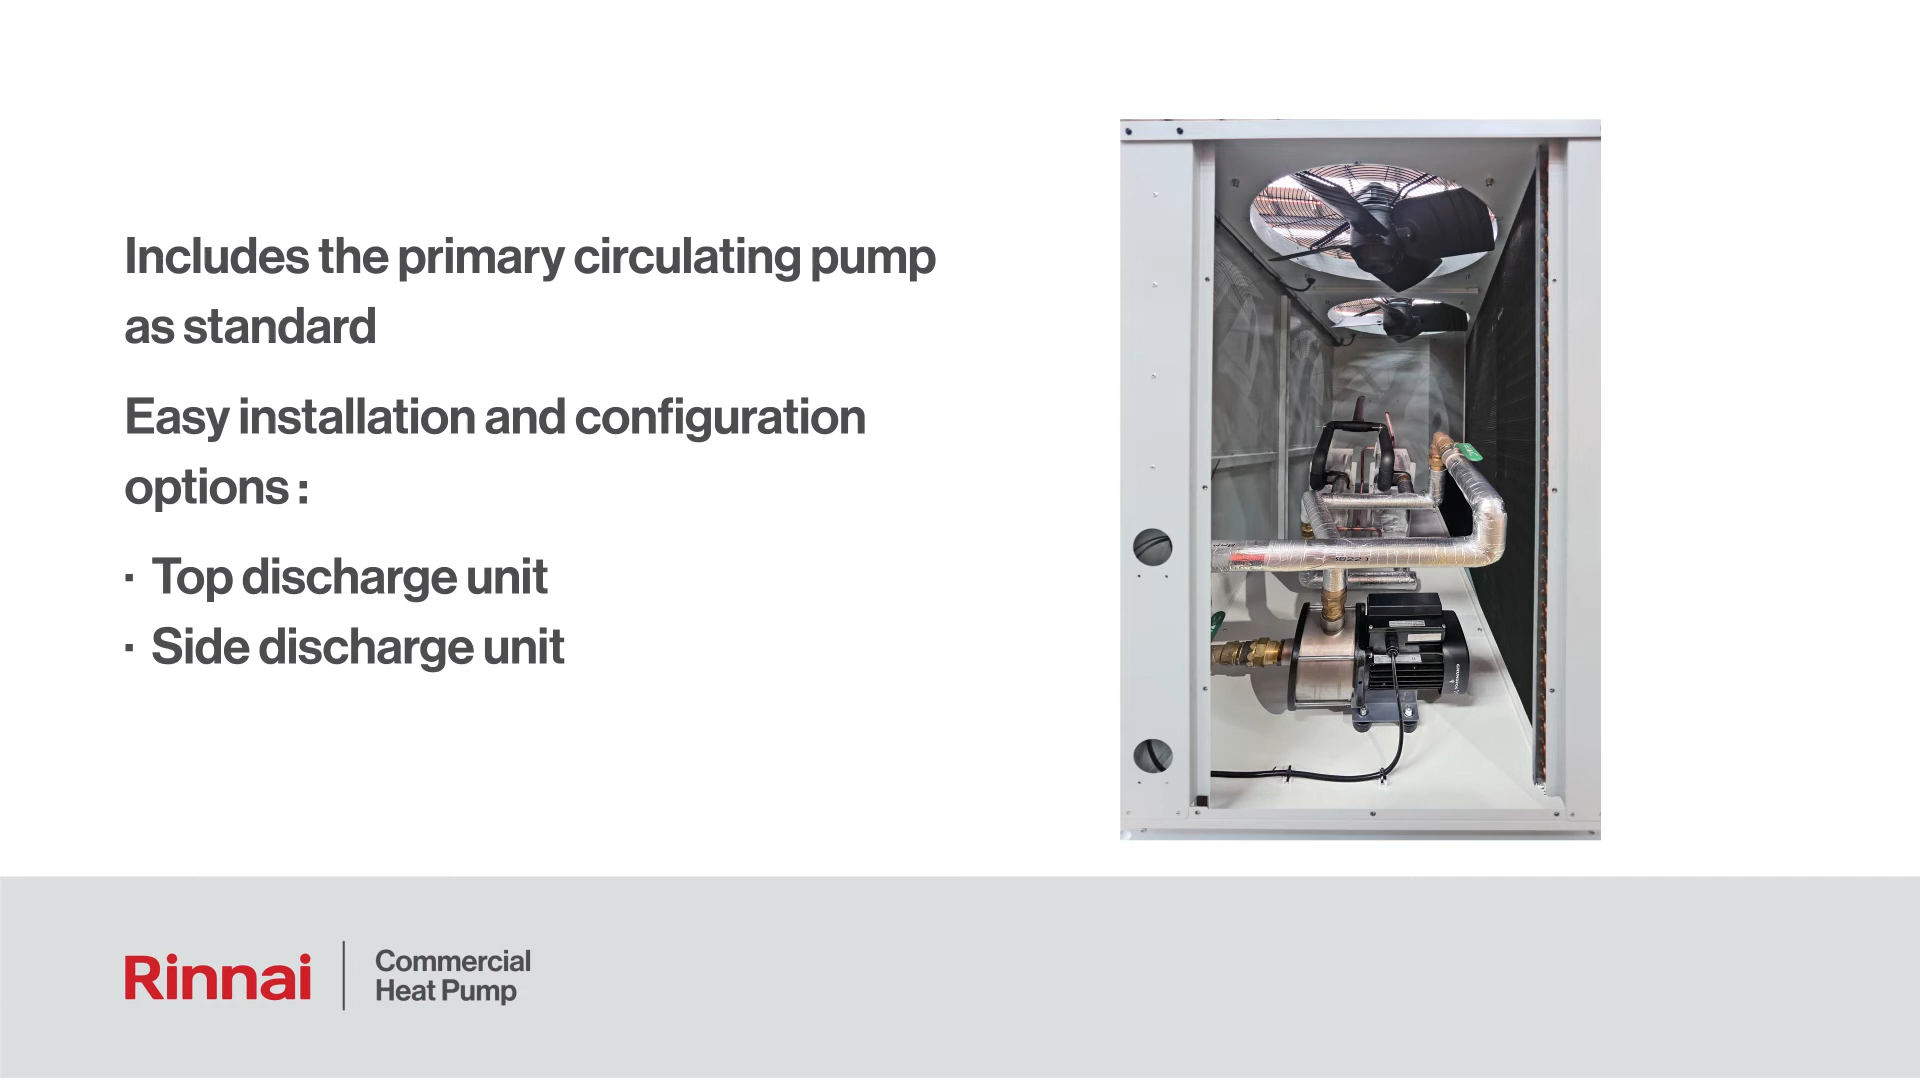 Includes the primary circulating pump
as standard
Easy installation and configuration
options :
· Top discharge unit
· Side discharge unit
Rinnai
Commercial
Heat Pump